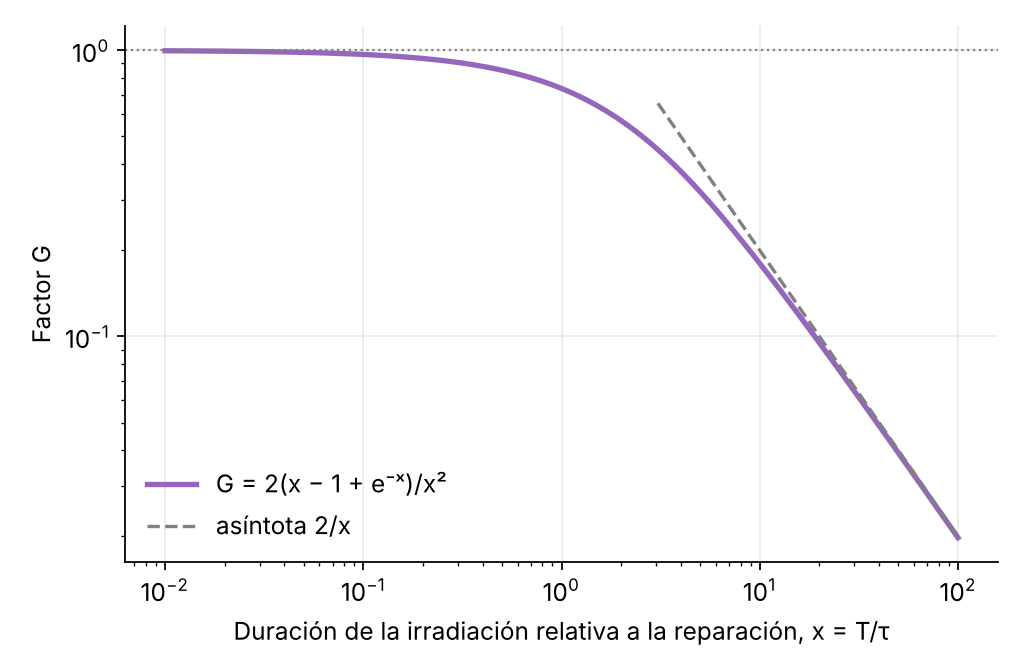 10⁰
10⁻¹
Factor G
G = 2(x − 1 + e⁻ˣ)/x²
asíntota 2/x
10⁻² 10⁻¹ 10⁰ 10¹ 10²
Duración de la irradiación relativa a la reparación, x = T/τ